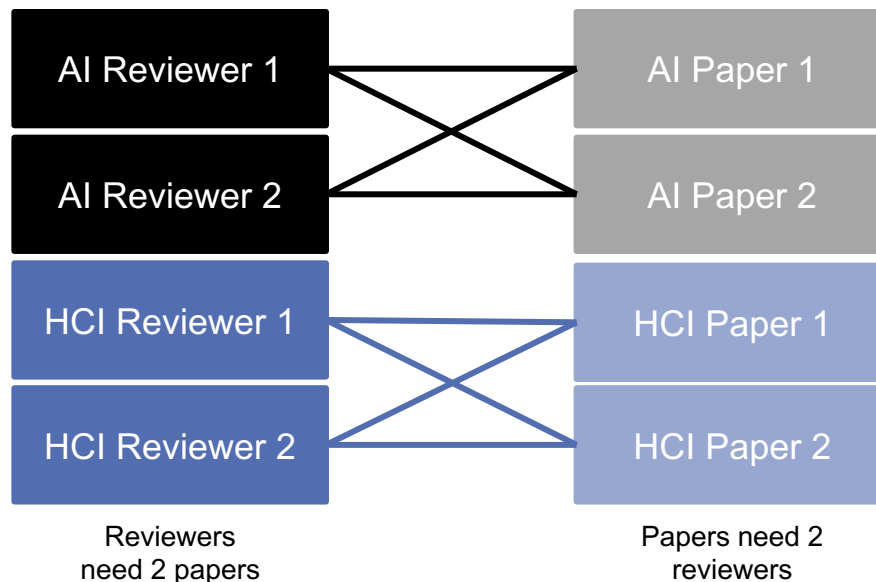 AI Reviewer 1
AI Paper 1
AI Reviewer 2
AI Paper 2
HCI Reviewer 1
HCI Paper 1
HCI Reviewer 2
HCI Paper 2
Reviewers
need 2 papers
Papers need 2
reviewers